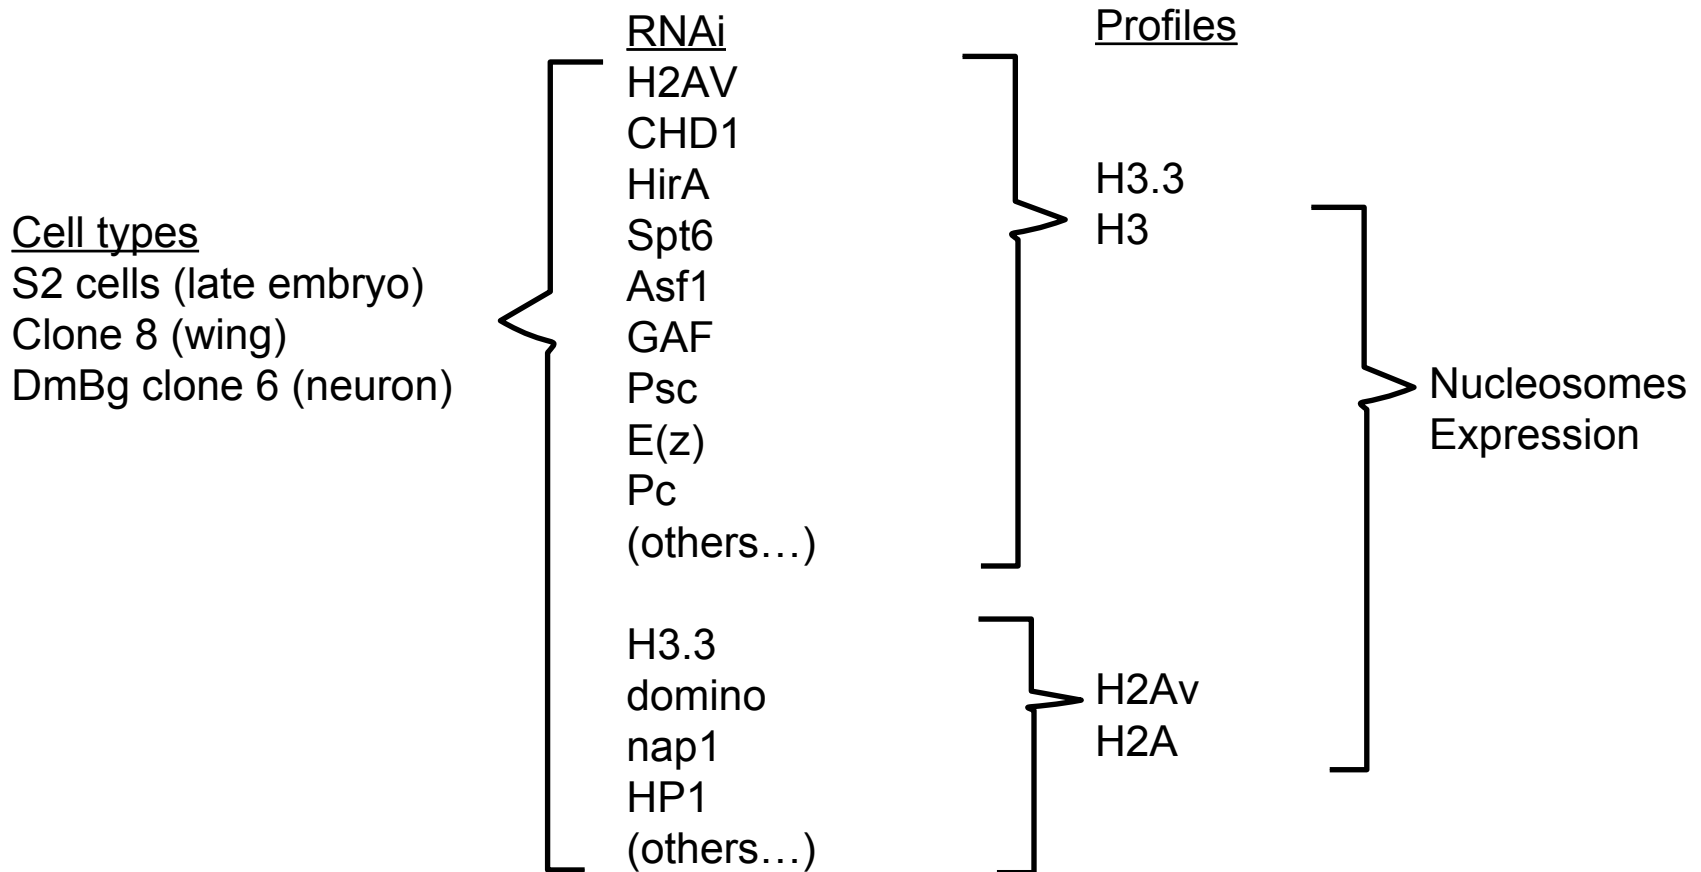 Cell types
S2 cells (late embryo)
Clone 8 (wing)
DmBg clone 6 (neuron)
RNAi
H2AV
CHD1
HirA
Spt6
Asf1
GAF
Psc
E(z)
Pc
(others…)
H3.3
domino
nap1
HP1
(others…)
Profiles
H3.3
H3
H2Av
H2A
Nucleosomes
Expression